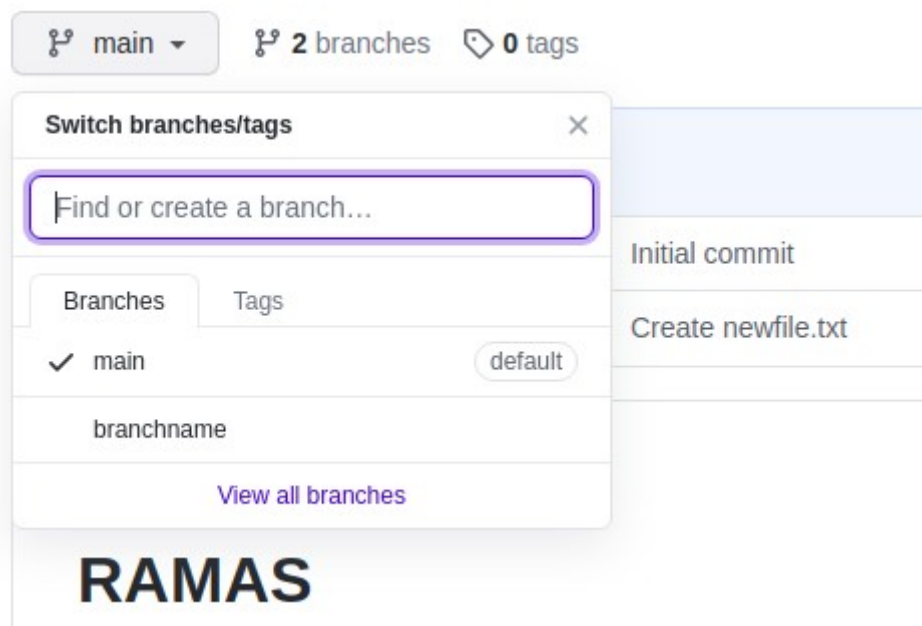 main 2 branches 0 tags
Switch branches/tags
Find or create a branch…
Initial commit
Branches Tags
Create newfile.txt
main default
branchname
View all branches
RAMAS